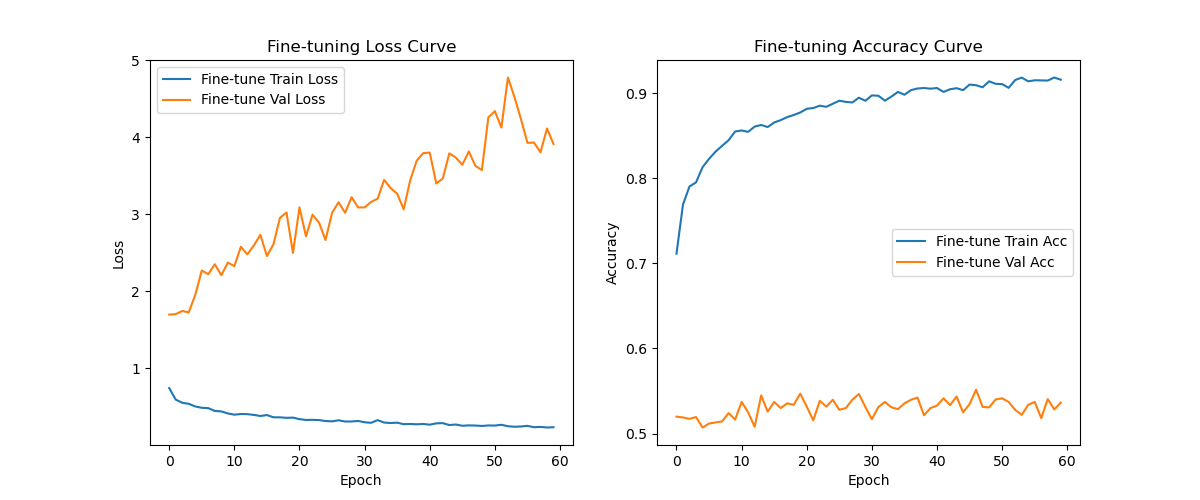 Fine-tuning Loss Curve
Fine-tune Train Loss
Fine-tune Val Loss
5
4
3
2
1
Loss
0 10 20 30 40 50 60
Epoch
Fine-tuning Accuracy Curve
0.9
0.8
0.7
0.6
0.5
Accuracy
Fine-tune Train Acc
Fine-tune Val Acc
0 10 20 30 40 50 60
Epoch